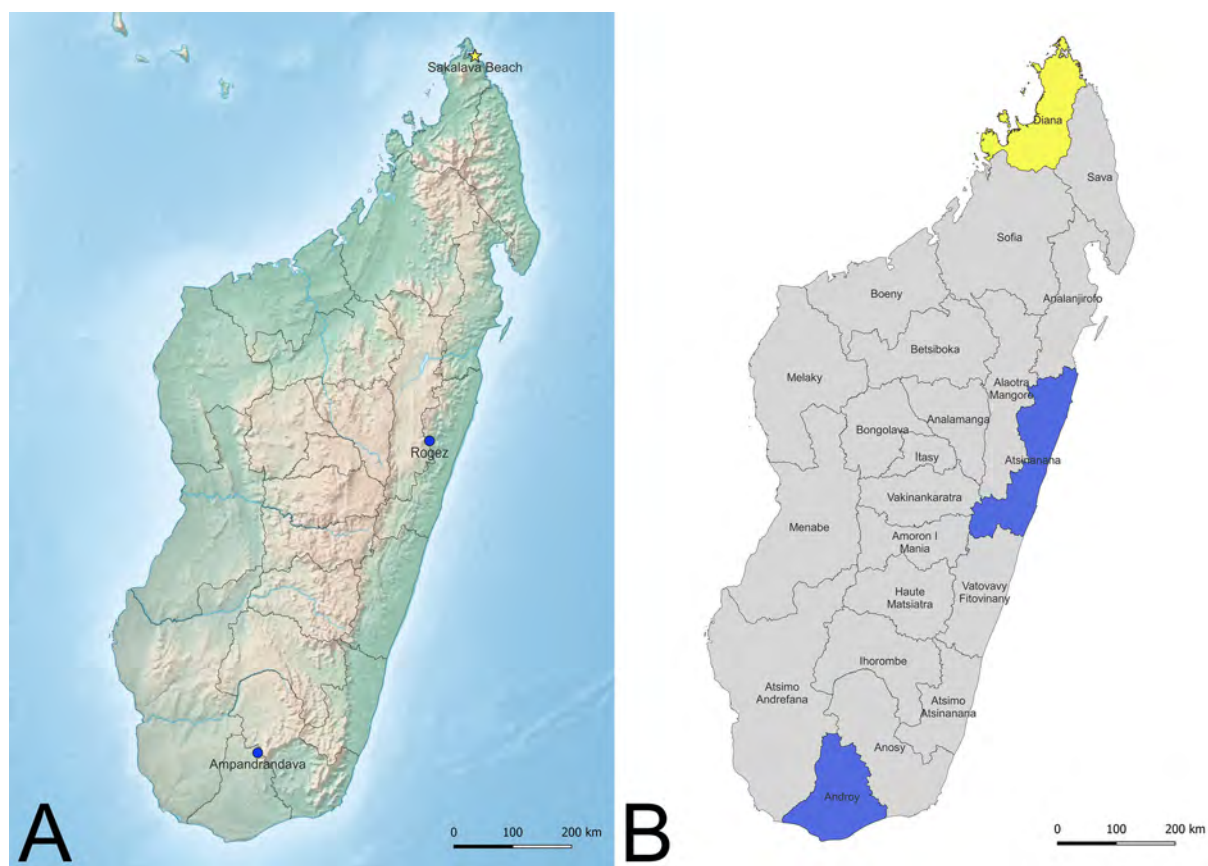 Sakalava Beach
Rogez
Ampandrandava
A
0 100 200 km
Diana
Sava
Sofia
Boeny
Analanjirofo
Betsiboka
Melaky
Alaotra
Mangoro
Analamanga
Bongolava
Itasy
Atsinanana
Vakinankaratra
Menabe
Amoron I
Mania
Haute
Matsiatra
Vatovavy
Fitovinany
Ihorombe
Atsimo
Andrefana
Atsimo
Atsinanana
Anosy
Androy
B
0 100 200 km